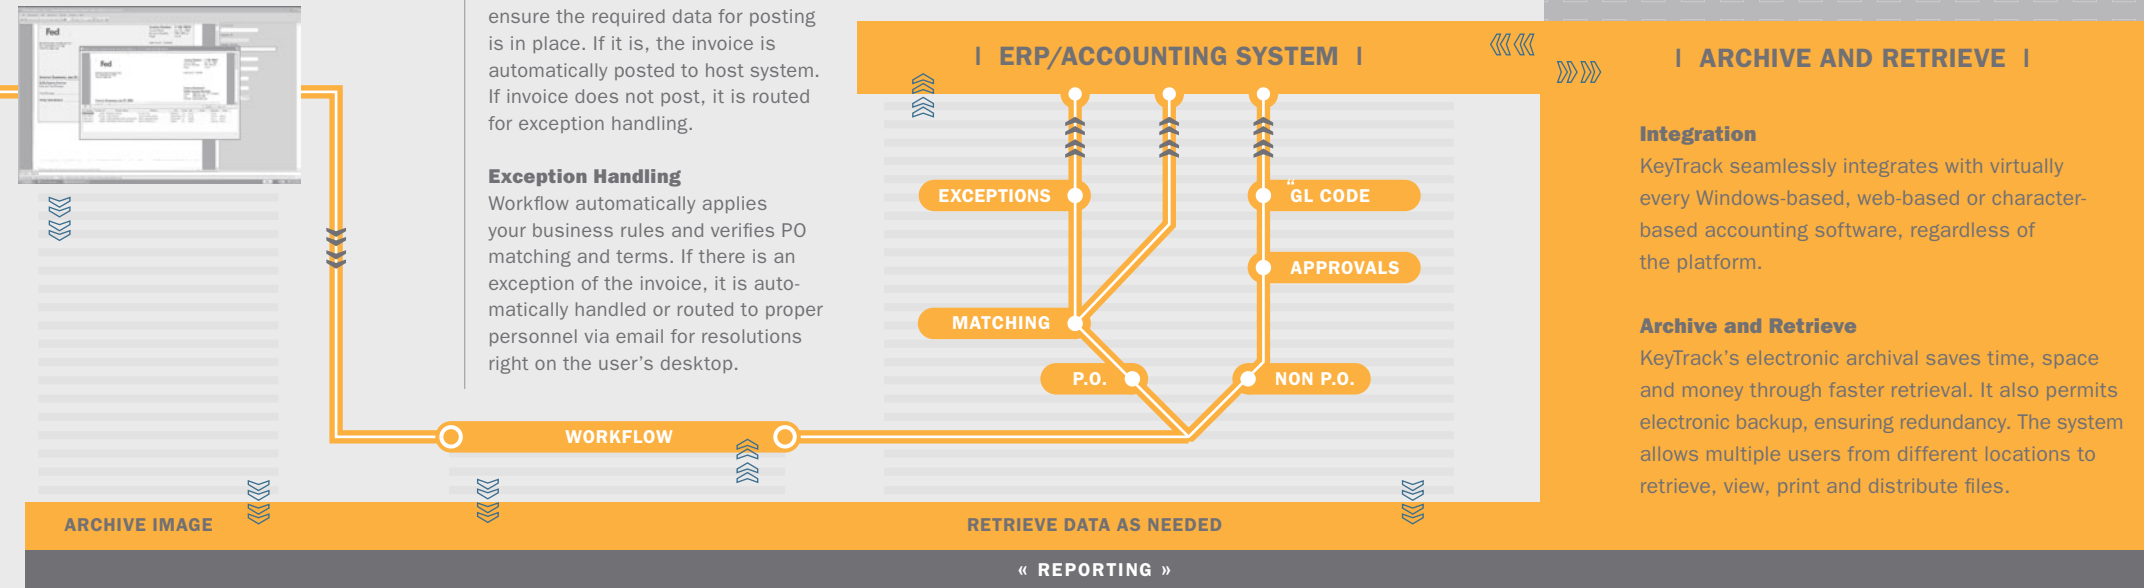 Fed
Fed
ensure the required data for posting
is in place. If it is, the invoice is
automatically posted to host system.
If invoice does not post, it is routed
for exception handling.
Exception Handling
Workflow automatically applies
your business rules and verifies PO
matching and terms. If there is an
exception of the invoice, it is auto-
matically handled or routed to proper
personnel via email for resolutions
right on the user’s desktop.
WORKFLOW
| ERP/ACCOUNTING SYSTEM |
EXCEPTIONS
“
GL CODE
APPROVALS
MATCHING
P.O.
NON P.O.
| ARCHIVE AND RETRIEVE |
Integration
KeyTrack seamlessly integrates with virtually
every Windows-based, web-based or character-
based accounting software, regardless of
the platform.
Archive and Retrieve
KeyTrack’s electronic archival saves time, space
and money through faster retrieval. It also permits
electronic backup, ensuring redundancy. The system
allows multiple users from different locations to
retrieve, view, print and distribute files.
ARCHIVE IMAGE
RETRIEVE DATA AS NEEDED
« REPORTING »